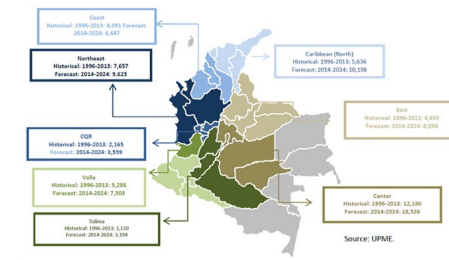 Coast
Historical: 1996-2013: 4,091 Forecast:
2014-2024: 6,647
Northeast
Historical: 1996-2013: 7,657
Forecast: 2014-2024: 9,625
Caribbean (North)
Historical: 1996-2013: 5,636
Forecast: 2014-2024: 10,198
East
Historical: 1996-2013: 4,659
Forecast: 2014-2024: 8,058
CQR
Historical: 1996-2013: 2,165
Forecast: 2014-2024: 3,559
Valle
Historical: 1996-2013: 5,286
Forecast: 2014-2024: 7,503
Center
Historical: 1996-2013: 12,180
Forecast: 2014-2024: 18,536
Tolima
Historical: 1996-2013: 2,110
Forecast: 2014-2024: 3,194
Source: UPME.